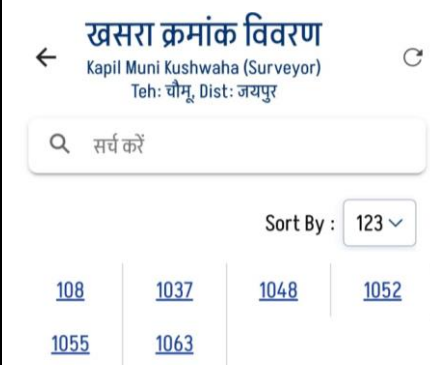 खसरा क्रमांक विवरण
Kapil Muni Kushwaha (Surveyor)
Teh: चौमू, Dist: जयपुर
सर्च करें
Sort By : 123
108 1037 1048 1052
1055 1063